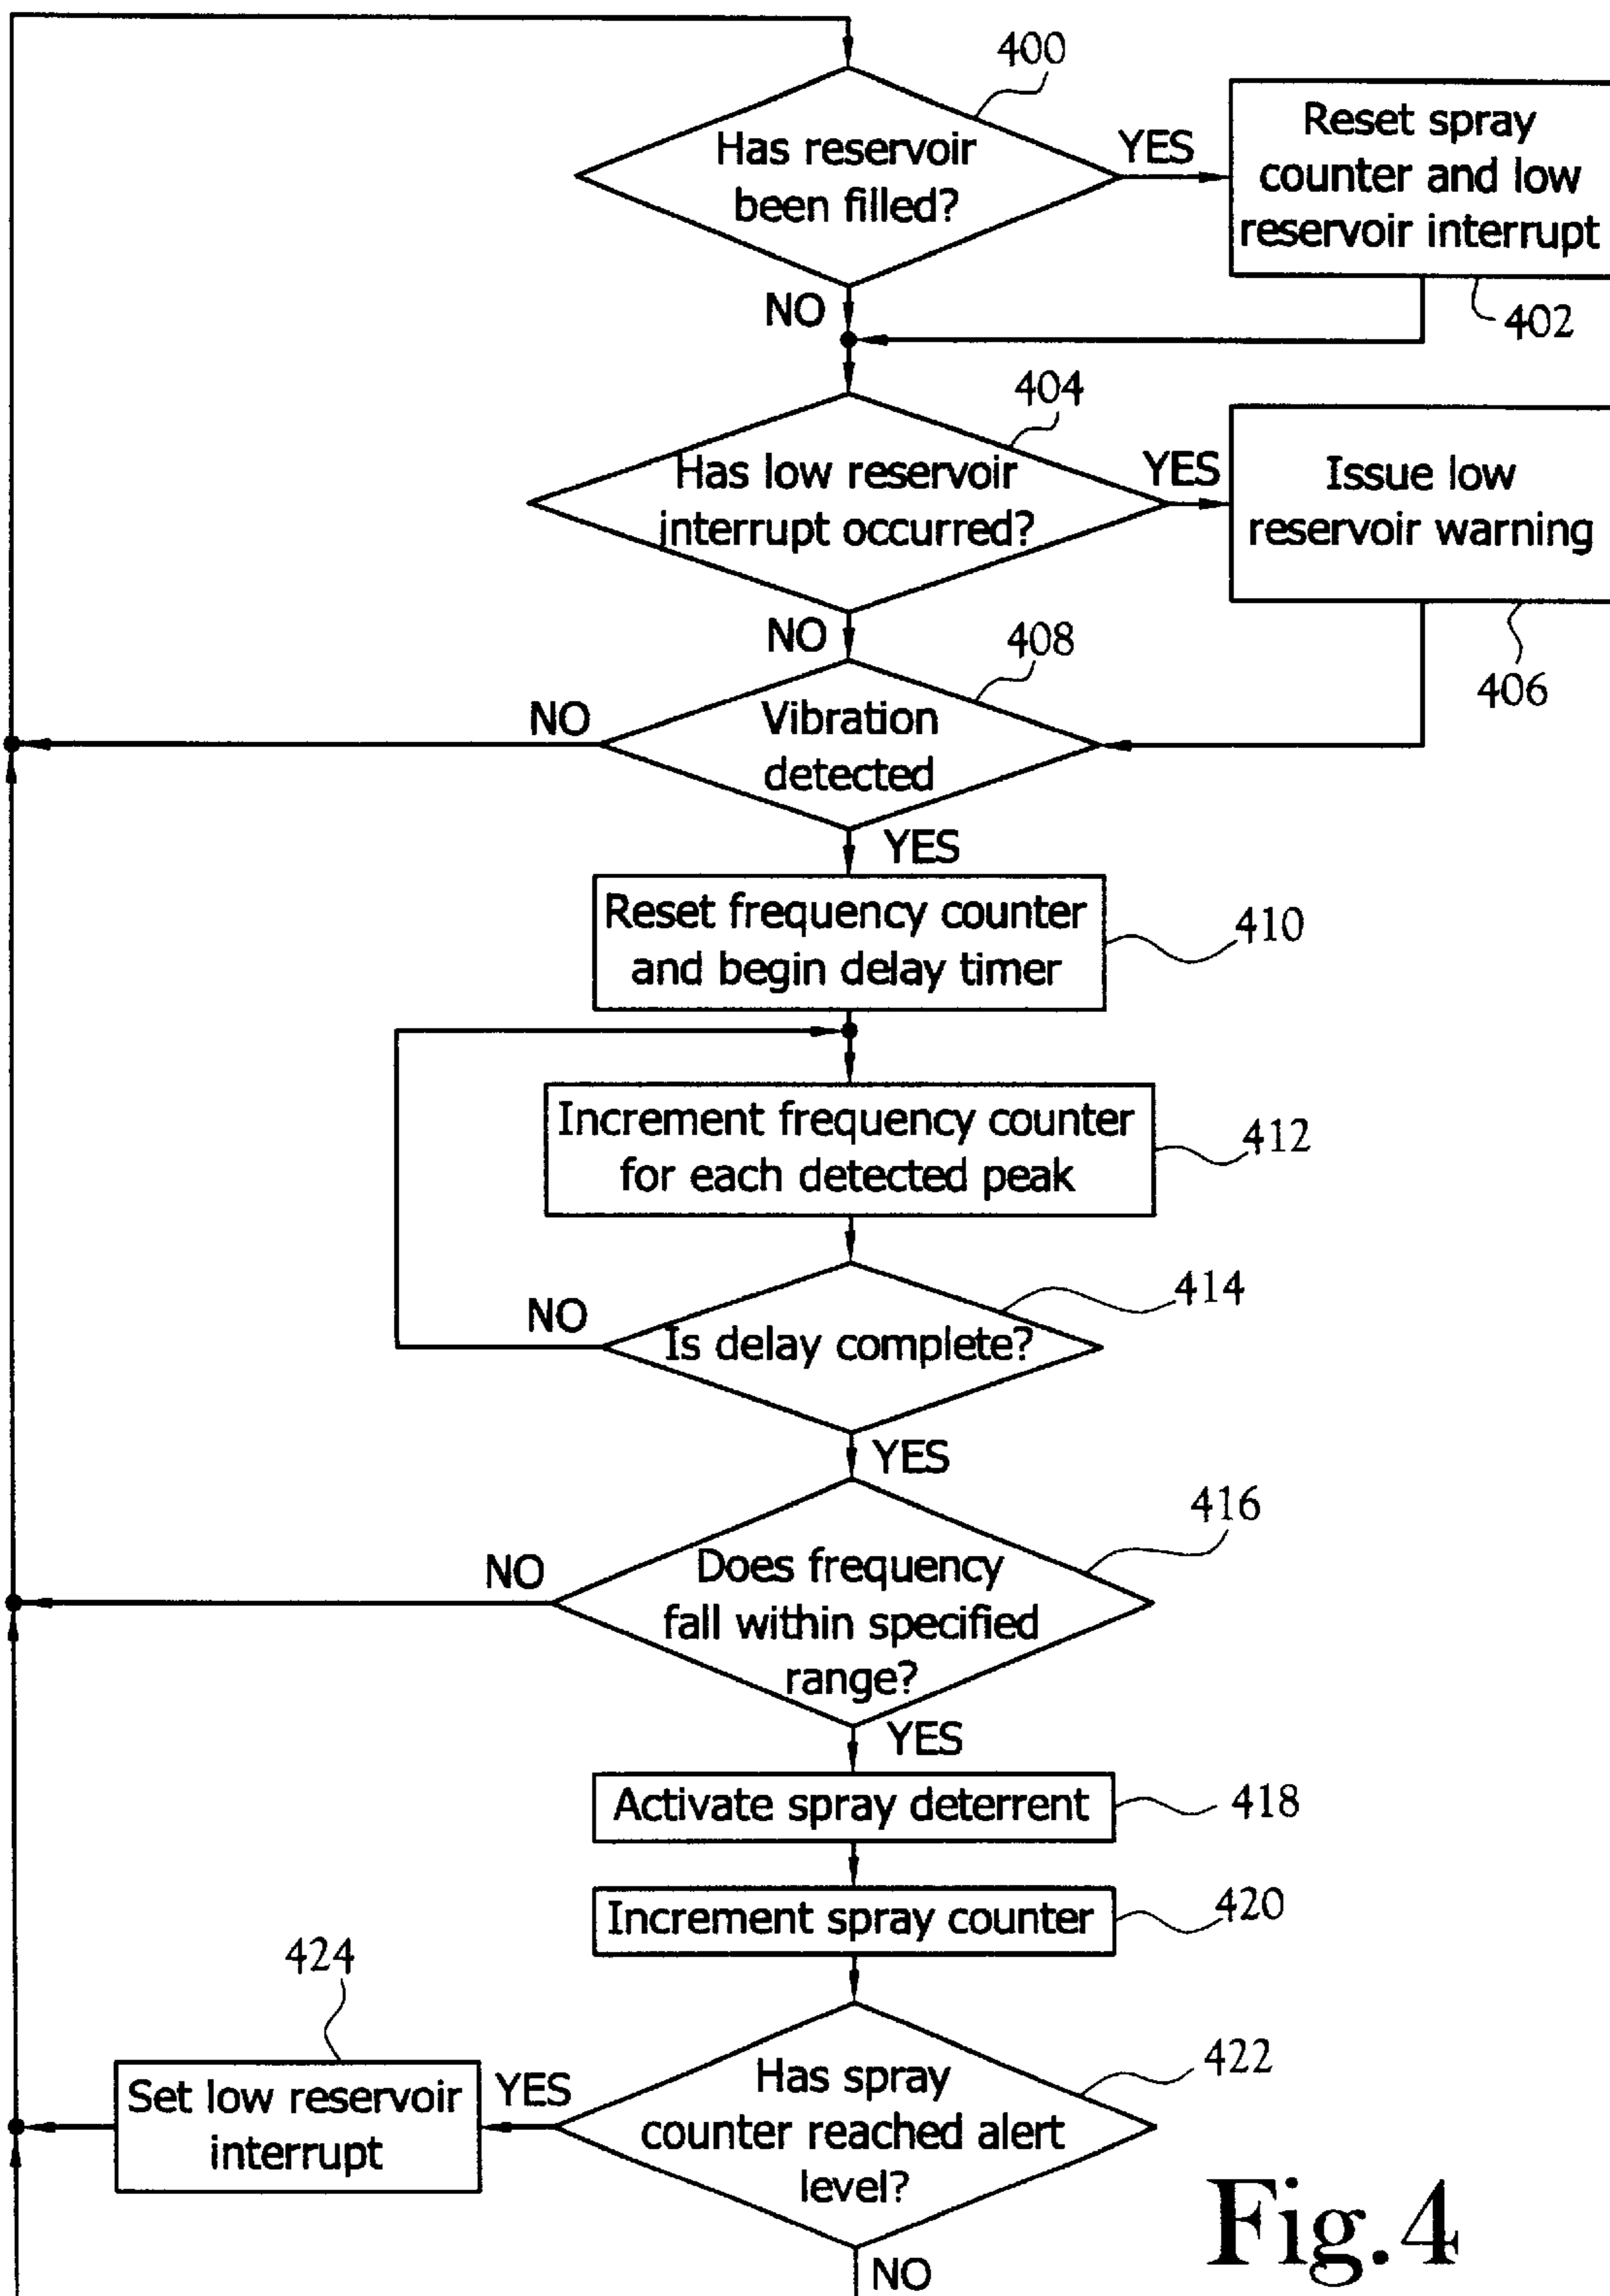 400
Has reservoir
been filled?
YES
Reset spray
counter and low
reservoir interrupt
NO
402
404
Has low reservoir
interrupt occurred?
YES
Issue low
reservoir warning
NO
408
406
NO
Vibration
detected
YES
Reset frequency counter
and begin delay timer
410
Increment frequency counter
for each detected peak
412
414
NO
Is delay complete?
YES
416
NO
Does frequency
fall within specified
range?
YES
Activate spray deterrent
418
Increment spray counter
420
424
422
Set low reservoir
interrupt
YES
Has spray
counter reached alert
level?
NO
Fig.4